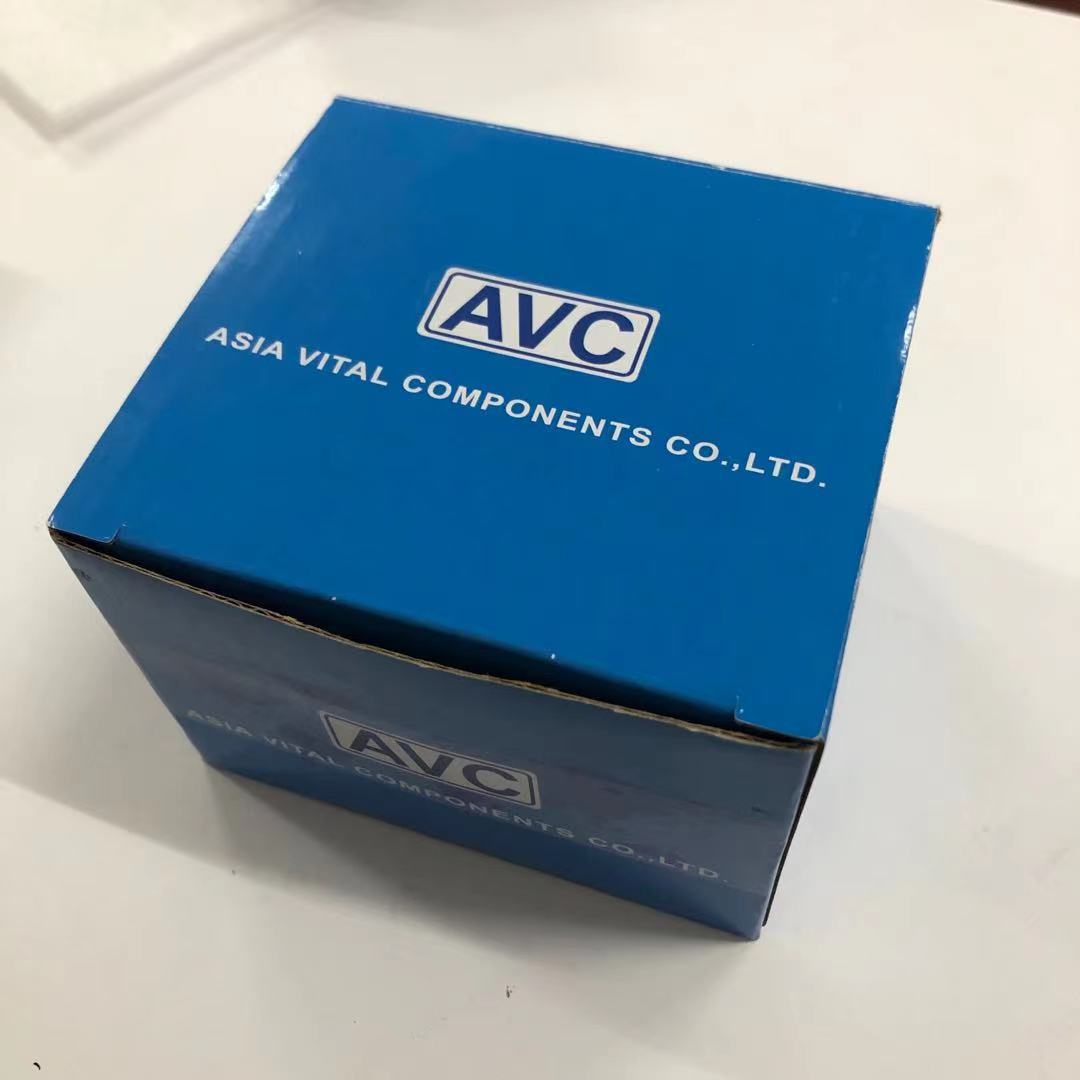 AVC
ASIA VITAL COMPONENTS CO.,LTD.
AVC
ASIA VITAL COMPONENTS CO.,LTD.